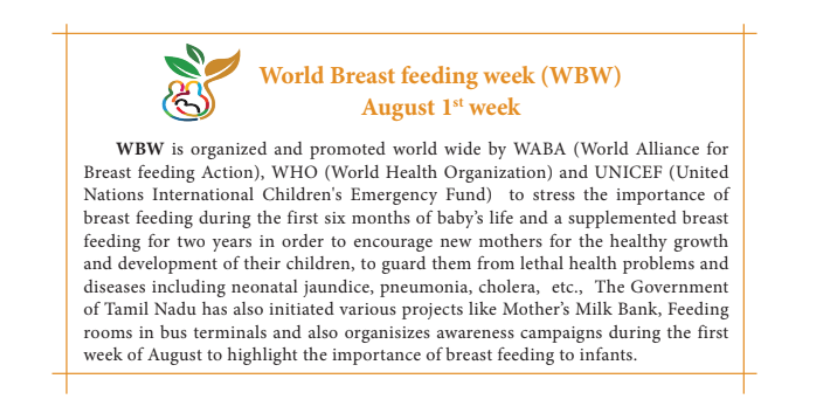 World Breast feeding week (WBW)
August 1st week
WBW is organized and promoted world wide by WABA (World Alliance for
Breast feeding Action), WHO (World Health Organization) and UNICEF (United
Nations International Children's Emergency Fund) to stress the importance of
breast feeding during the first six months of baby's life and a supplemented breast
feeding for two years in order to encourage new mothers for the healthy growth
and development of their children, to guard them from lethal health problems and
diseases including neonatal jaundice, pneumonia, cholera, etc., The Government
of Tamil Nadu has also initiated various projects like Mother's Milk Bank, Feeding
rooms in bus terminals and also organisizes awareness campaigns during the first
week of August to highlight the importance of breast feeding to infants.